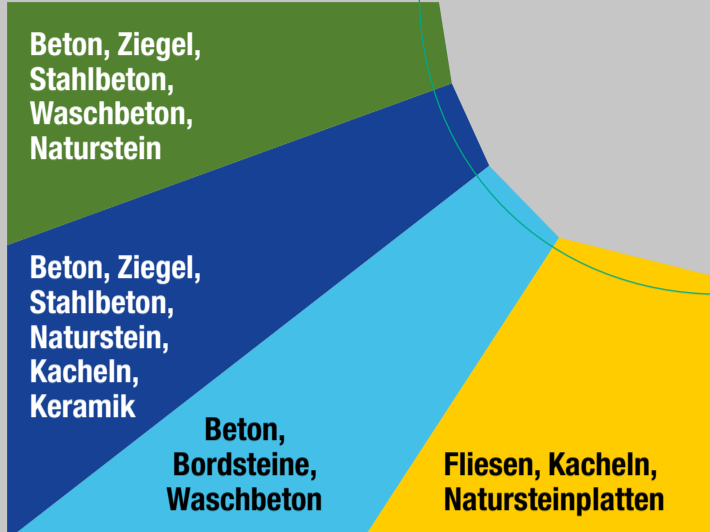 Beton, Ziegel,
Stahlbeton,
Waschbeton,
Naturstein
Beton, Ziegel,
Stahlbeton,
Naturstein,
Kacheln,
Keramik
Beton,
Bordsteine,
Waschbeton
Fliesen, Kacheln,
Natursteinplatten